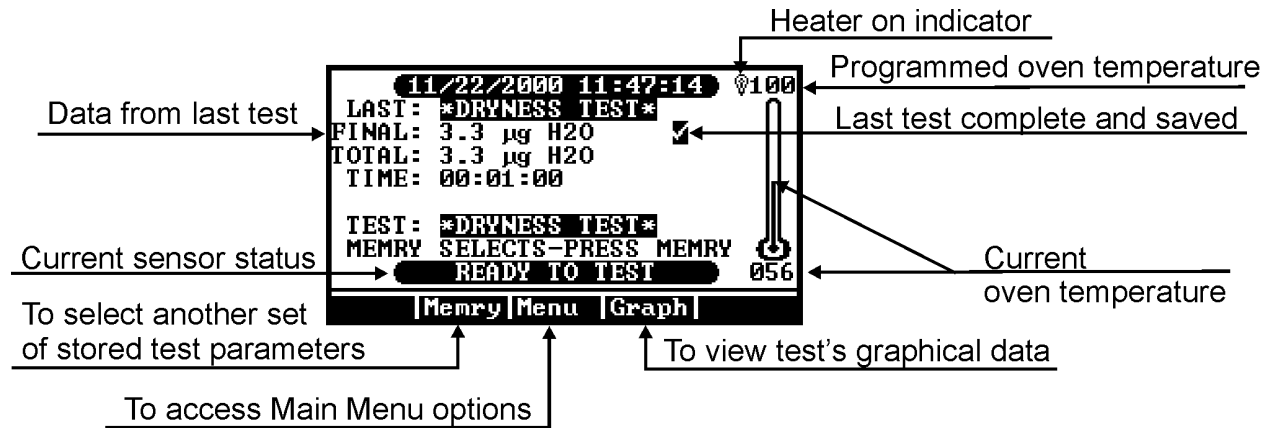 Heater on indicator
11/22/2000 11:47:14 100
Programmed oven temperature
LAST: *DRYNESS TEST*
Data from last test
FINAL: 3.3 µg H2O
Last test complete and saved
TOTAL: 3.3 µg H2O
TIME: 00:01:00
TEST: *DRYNESS TEST*
MEMRY SELECTS-PRESS MEMRY
Current sensor status
READY TO TEST 056
Current
oven temperature
|Memry|Menu |Graph|
To select another set
of stored test parameters
To view test's graphical data
To access Main Menu options